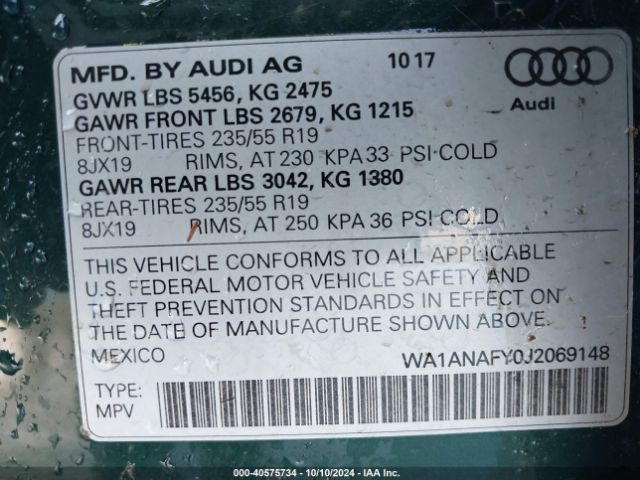 MFD. BY AUDI AG 10 17
GVWR LBS 5456, KG 2475
GAWR FRONT LBS 2679, KG 1215
Audi
FRONT-TIRES 235/55 R19
8JX19 RIMS, AT 230 KPA 33 PSI-COLD
GAWR REAR LBS 3042, KG 1380
REAR-TIRES 235/55 R19
8JX19 RIMS, AT 250 KPA 36 PSI-COLD
THIS VEHICLE CONFORMS TO ALL APPLICABLE
U.S. FEDERAL MOTOR VEHICLE SAFETY AND
THEFT PREVENTION STANDARDS IN EFFECT ON
THE DATE OF MANUFACTURE SHOWN ABOVE.
MEXICO WA1ANAFY0J2069148
TYPE:
MPV
000-40575734 - 10/10/2024 - IAA Inc.